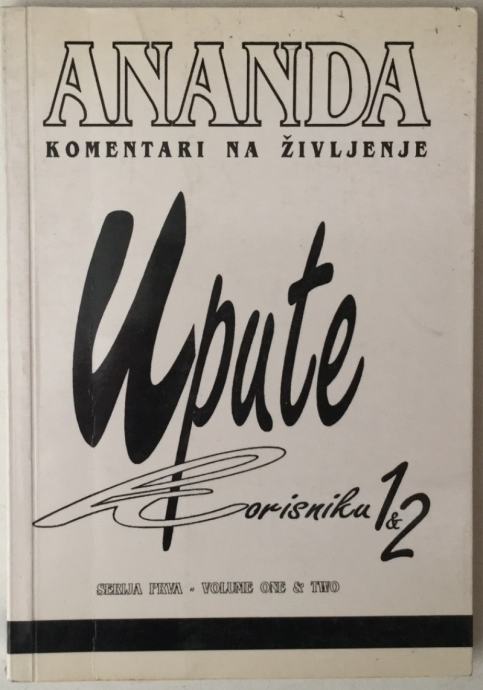 ANANDA
KOMENTARI NA ŽIVLJENJE
Upute
Korisniku 1&2
SERIJA PRVA - VOLUME ONE & TWO